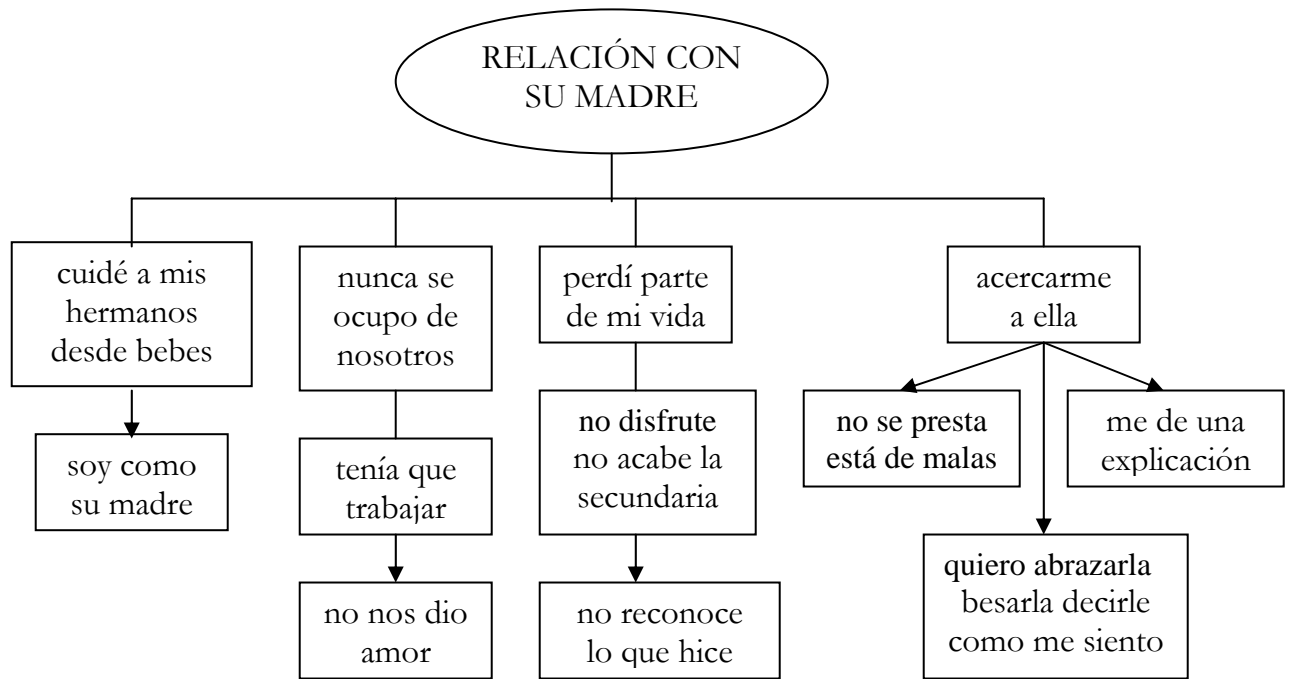 RELACIÓN CON
SU MADRE
cuidé a mis
hermanos
desde bebes
soy como
su madre
nunca se
ocupo de
nosotros
tenía que
trabajar
no nos dio
amor
perdí parte
de mi vida
no disfrute
no acabe la
secundaria
no reconoce
lo que hice
acercarme
a ella
no se presta
está de malas
quiero abrazarla
besarla decirle
como me siento
me de una
explicación